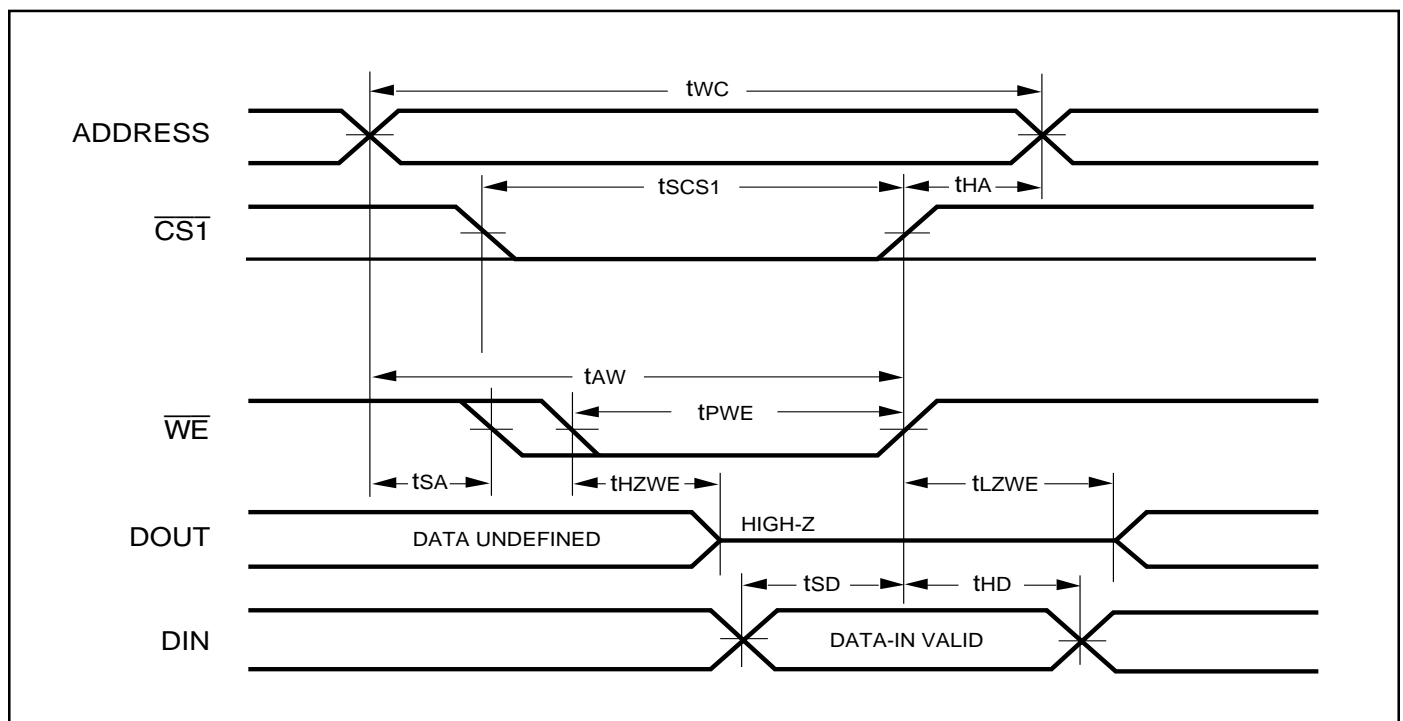 tWC
ADDRESS
tSCS1
tHA
CS1
tAW
tPWE
WE
tSA
tHZWE
tLZWE
HIGH-Z
DOUT
DATA UNDEFINED
tSD
tHD
DIN
DATA-IN VALID